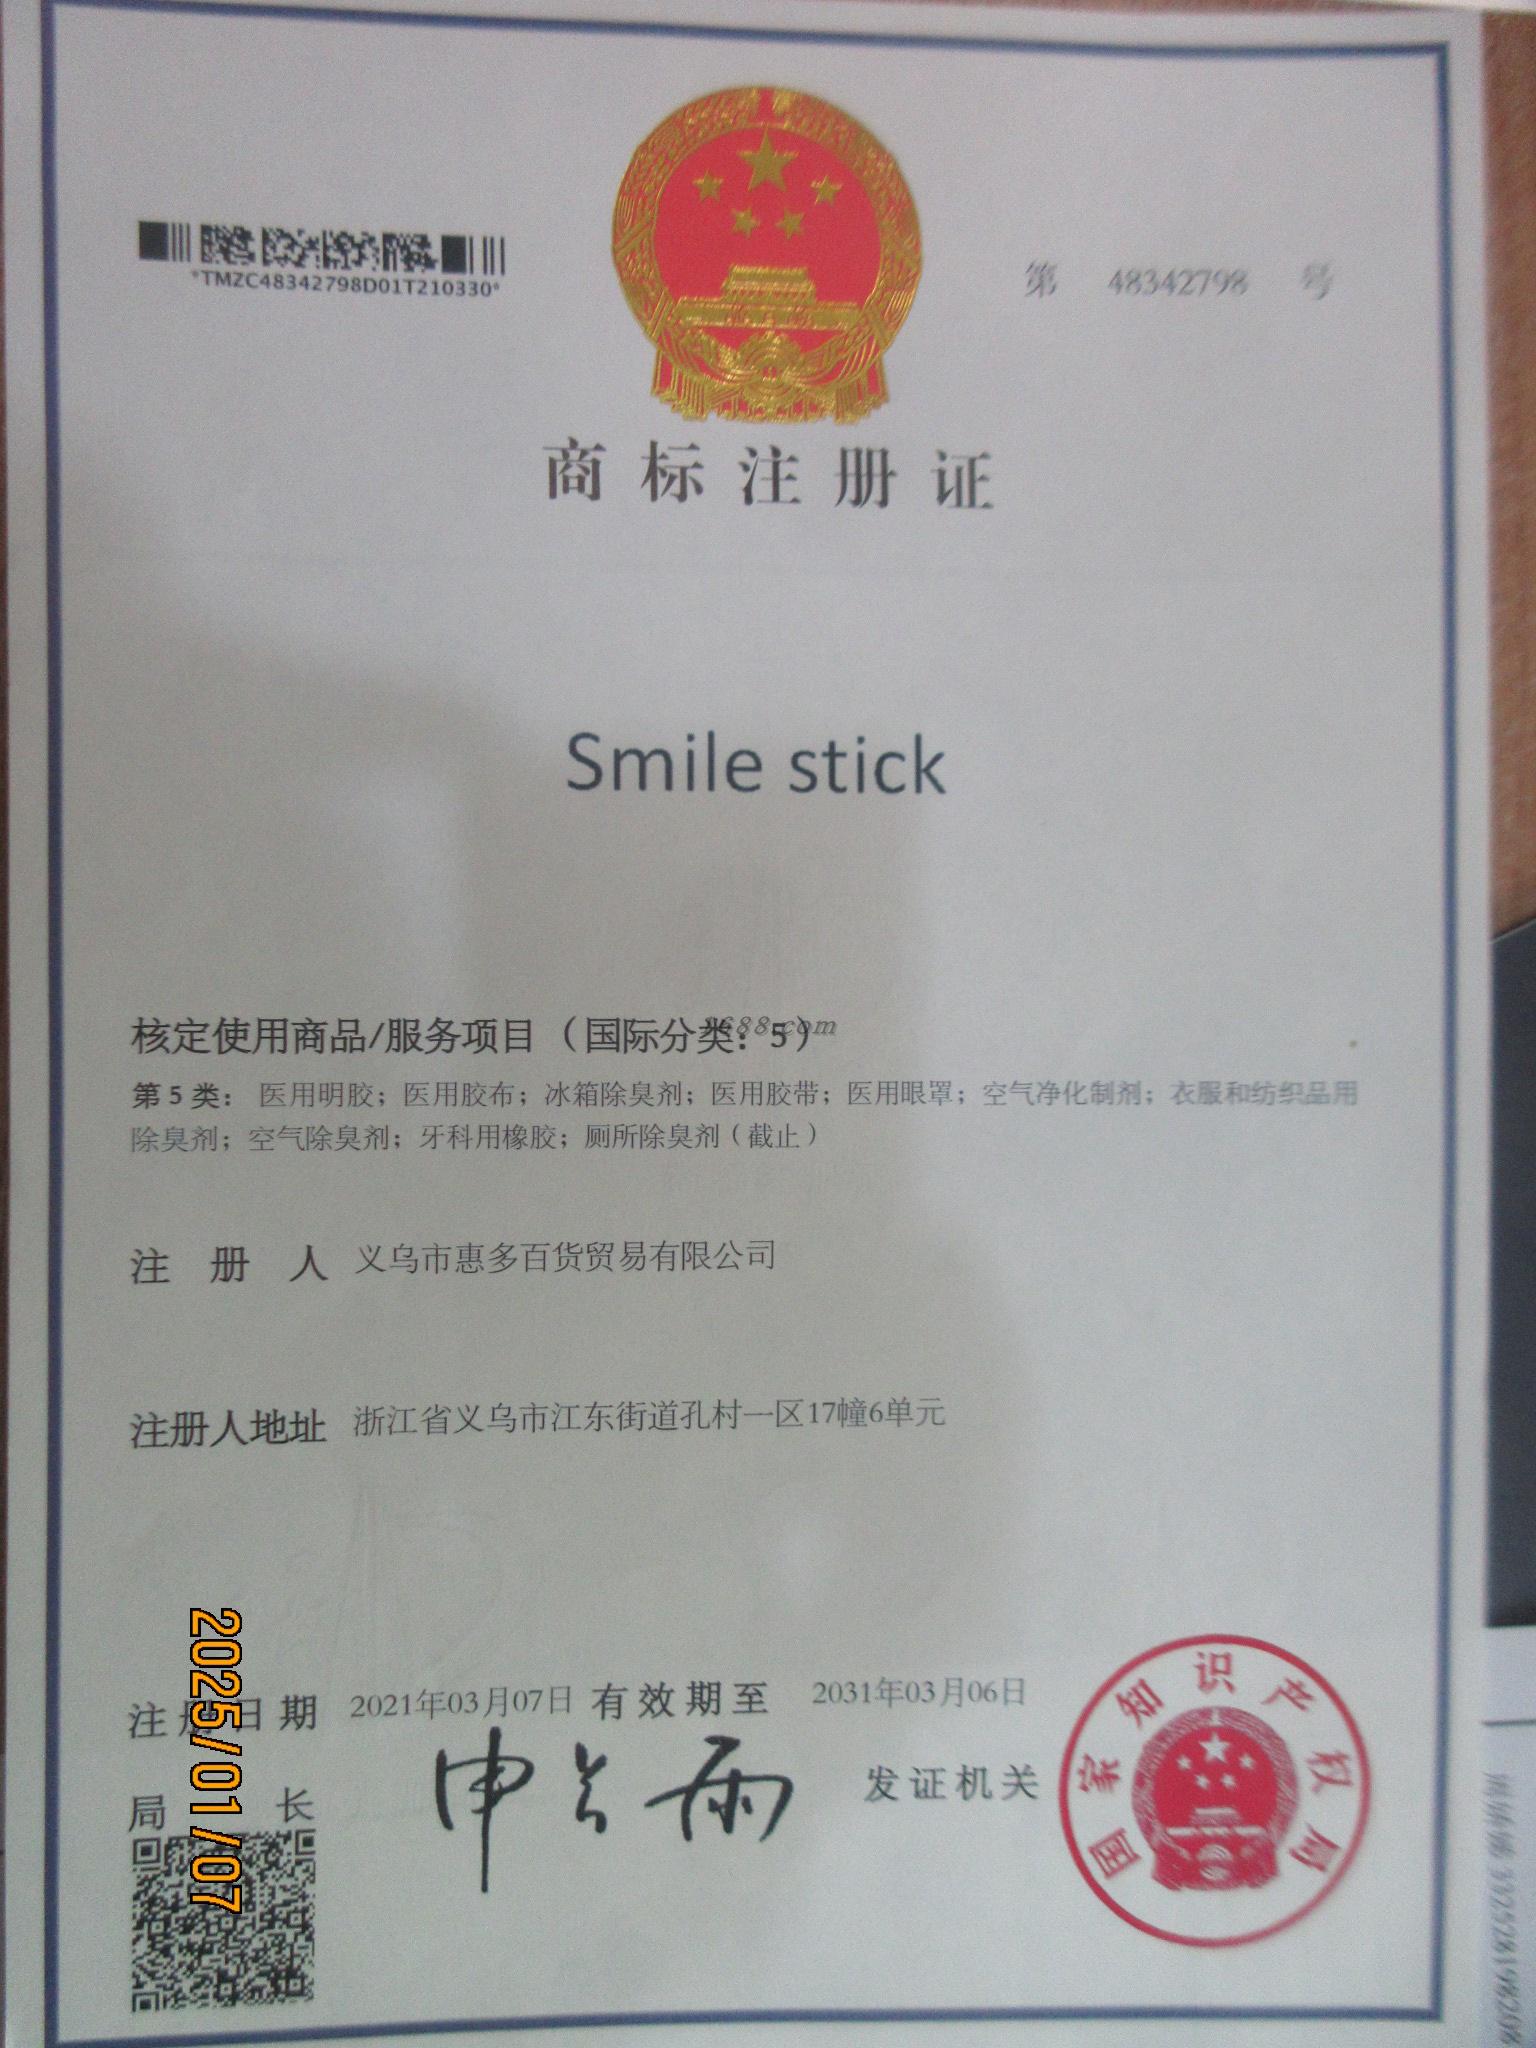 *TMZC48342798D01T210330*
第 48342798 号
商标注册证
Smile stick
核定使用商品/服务项目（国际分类：5）
1688.com
第5类：医用明胶；医用胶布；冰箱除臭剂；医用胶带；医用眼罩；空气净化制剂；衣服和纺织品用
除臭剂；空气除臭剂；牙科用橡胶；厕所除臭剂（截止）
注册人 义乌市惠多百货贸易有限公司
注册人地址 浙江省义乌市江东街道孔村一区17幢6单元
注册日期 2021年03月07日 有效期至 2031年03月06日
局长 申长雨 发证机关
国家知识产权局
2025/01/07